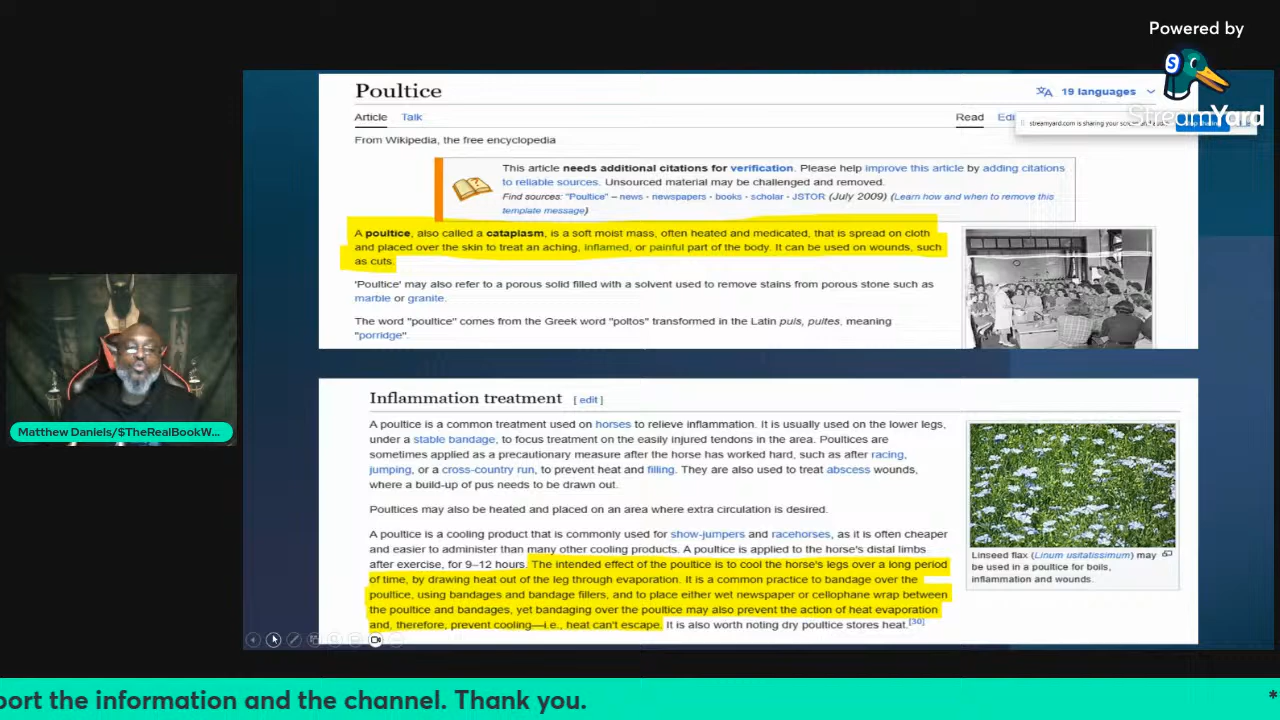 Powered by
StreamYard
Poultice
19 languages
Article Talk
Read Edi
streamyard.com is sharing your screen and
From Wikipedia, the free encyclopedia
This article needs additional citations for verification. Please help improve this article by adding citations
to reliable sources. Unsourced material may be challenged and removed.
Find sources: "Poultice" – news · newspapers · books · scholar · JSTOR (July 2009) (Learn how and when to remove this
template message)
A poultice, also called a cataplasm, is a soft moist mass, often heated and medicated, that is spread on cloth
and placed over the skin to treat an aching, inflamed, or painful part of the body. It can be used on wounds, such
as cuts.
'Poultice' may also refer to a porous solid filled with a solvent used to remove stains from porous stone such as
marble or granite.
The word "poultice" comes from the Greek word "poltos" transformed in the Latin puls, pultes, meaning
"porridge".
Inflammation treatment [ edit ]
A poultice is a common treatment used on horses to relieve inflammation. It is usually used on the lower legs,
under a stable bandage, to focus treatment on the easily injured tendons in the area. Poultices are
sometimes applied as a precautionary measure after the horse has worked hard, such as after racing,
jumping, or a cross-country run, to prevent heat and filling. They are also used to treat abscess wounds,
where a build-up of pus needs to be drawn out.
Poultices may also be heated and placed on an area where extra circulation is desired.
A poultice is a cooling product that is commonly used for show-jumpers and racehorses, as it is often cheaper
and easier to administer than many other cooling products. A poultice is applied to the horse's distal limbs
after exercise, for 9–12 hours. The intended effect of the poultice is to cool the horse's legs over a long period
of time, by drawing heat out of the leg through evaporation. It is a common practice to bandage over the
poultice, using bandages and bandage fillers, and to place either wet newspaper or cellophane wrap between
the poultice and bandages, yet bandaging over the poultice may also prevent the action of heat evaporation
and, therefore, prevent cooling—i.e., heat can't escape. It is also worth noting dry poultice stores heat.[30]
Linseed flax (Linum usitatissimum) may
be used in a poultice for boils,
inflammation and wounds.
Matthew Daniels/$TheRealBookW...
port the information and the channel. Thank you.
*